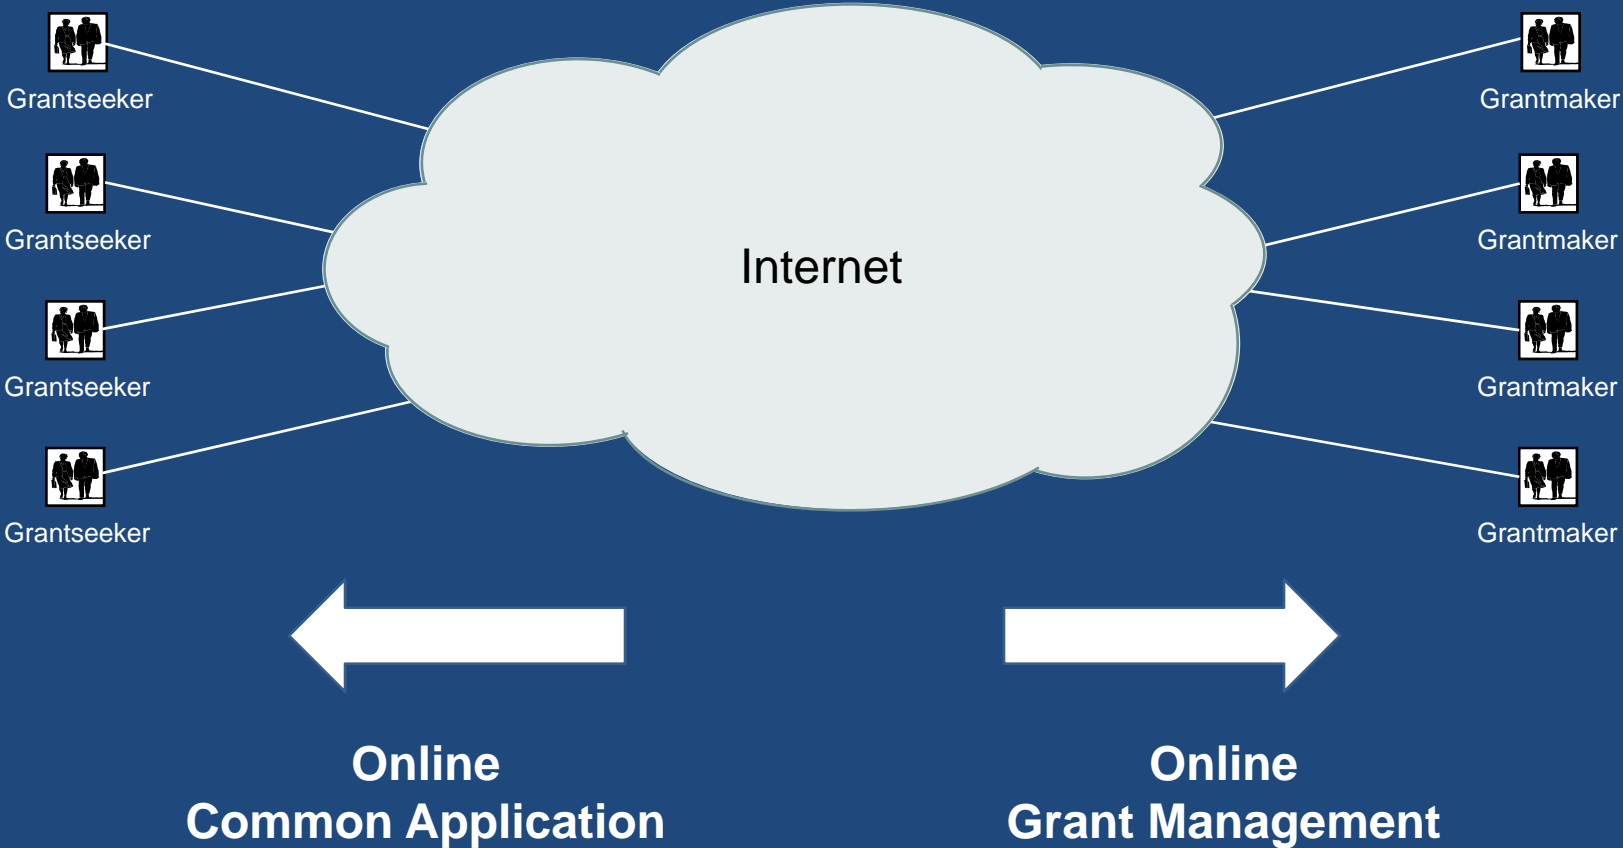 Grantseeker
Grantseeker
Grantseeker
Grantseeker
Internet
Grantmaker
Grantmaker
Grantmaker
Grantmaker
Online
Common Application
Online
Grant Management